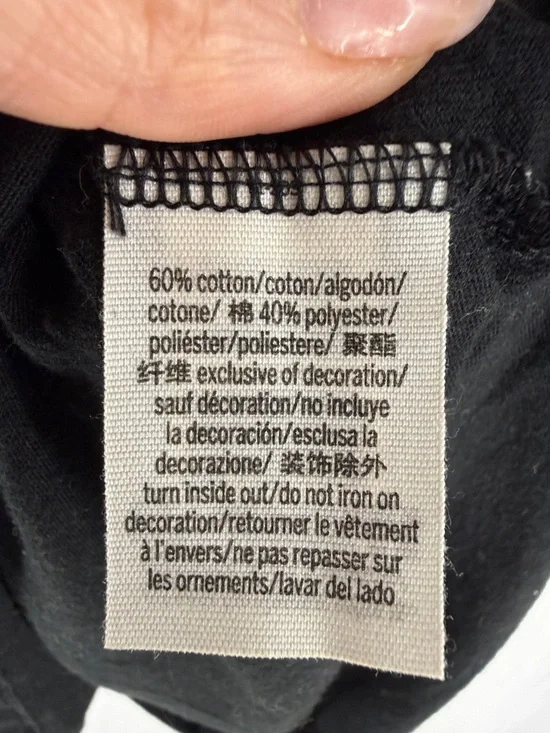 60% cotton/coton/algodón/
cotone/ 棉 40% polyester/
poliéster/poliestere/ 聚酯
纤维 exclusive of decoration/
sauf décoration/no incluye
la decoración/esclusa la
decorazione/ 装饰除外
turn inside out/do not iron on
decoration/retourner le vêtement
à l'envers/ne pas repasser sur
les ornements/lavar del lado